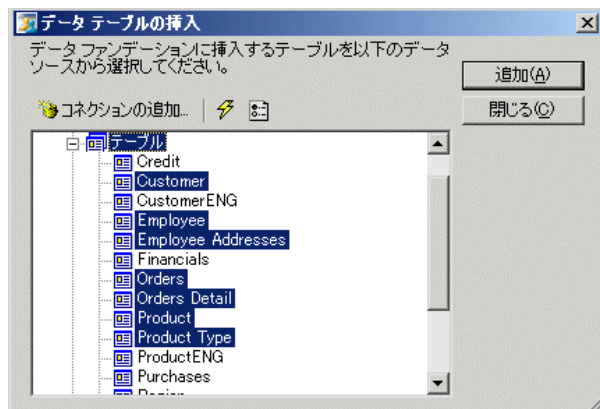 データ テーブルの挿入
データ ファンデーションに挿入するテーブルを以下のデータ
ソースから選択してください。
追加(A)
コネクションの追加...
閉じる(C)
テーブル
Credit
Customer
CustomerENG
Employee
Employee Addresses
Financials
Orders
Orders Detail
Product
Product Type
ProductENG
Purchases